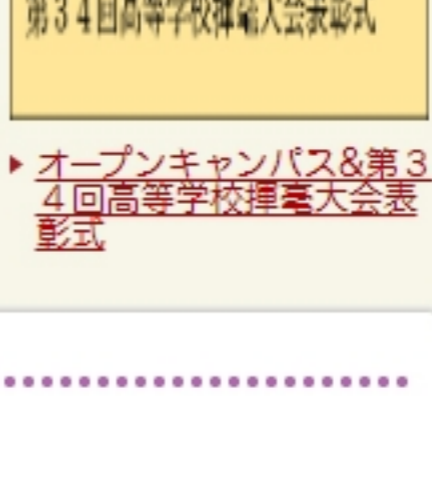 第３４回高等学校揮毫大会表彰式
オープンキャンパス&第３
４回高等学校揮毫大会表
彰式